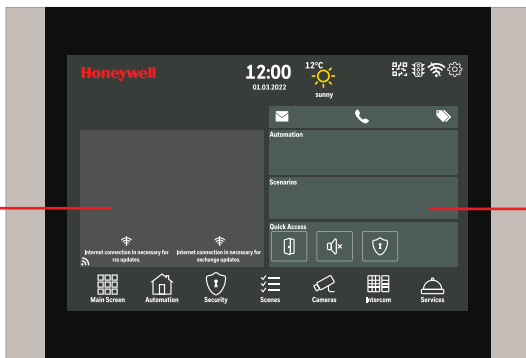 Honeywell
12:00
01.03.2022
12°C
sunny
Automation
Scenarios
Quick Access
Internet connection in necessary for
rss updates.
Internet connection in necessary for
exchange updates.
Main Screen
Automation
Security
Scenes
Cameras
Intercom
Services